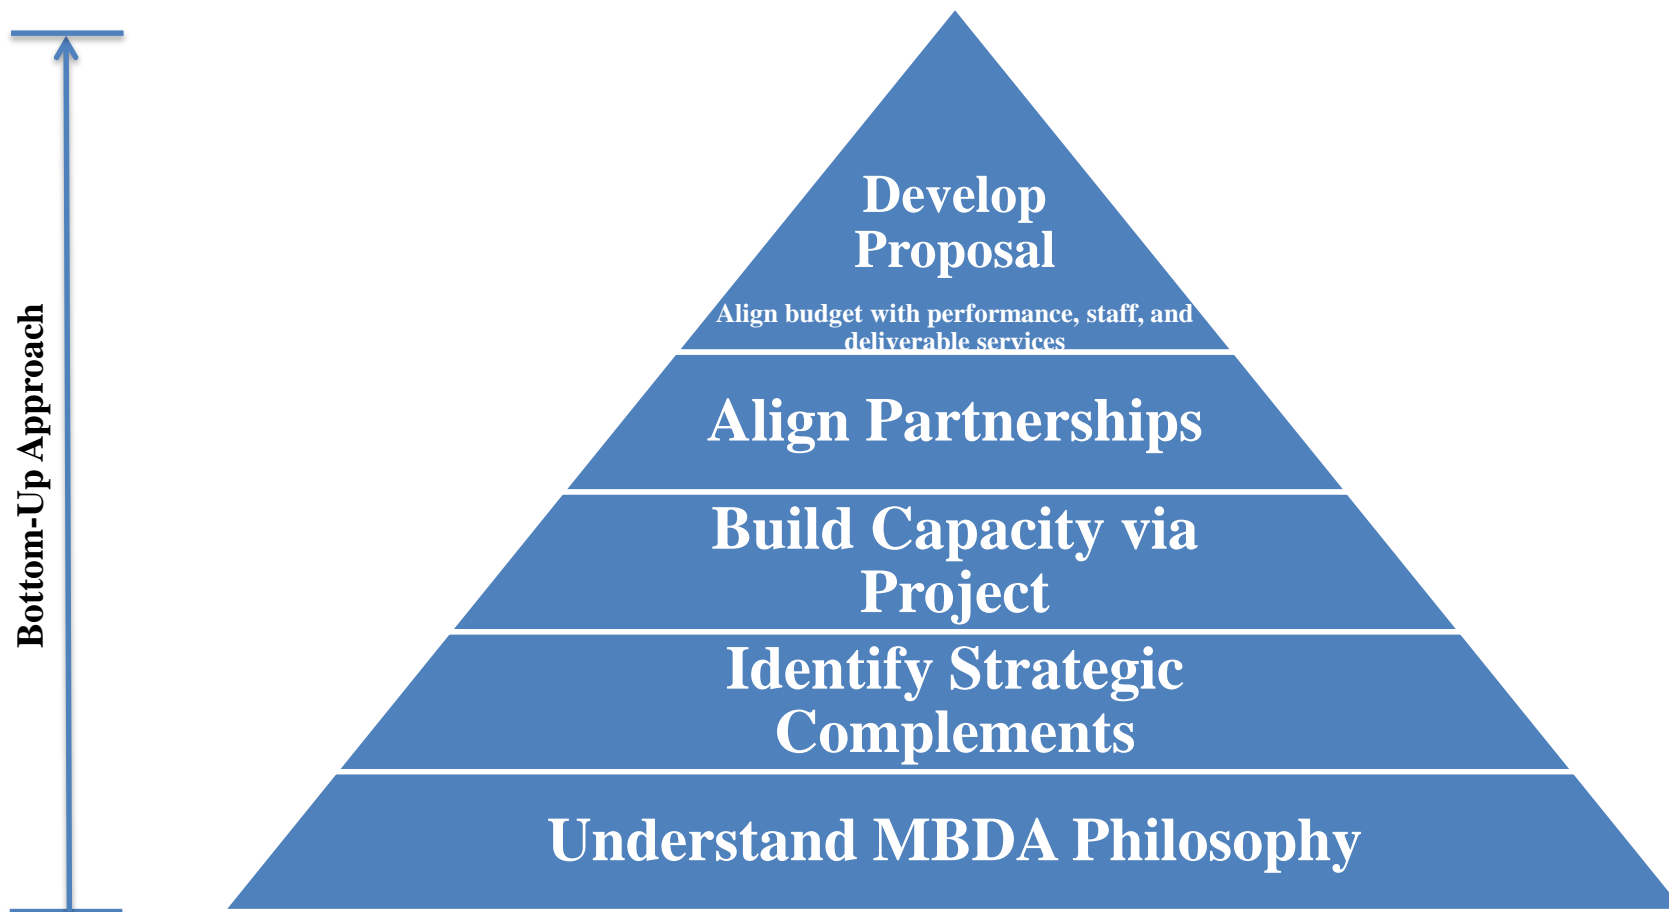 Bottom-Up Approach
Develop
Proposal
Align budget with performance, staff, and
deliverable services
Align Partnerships
Build Capacity via
Project
Identify Strategic
Complements
Understand MBDA Philosophy